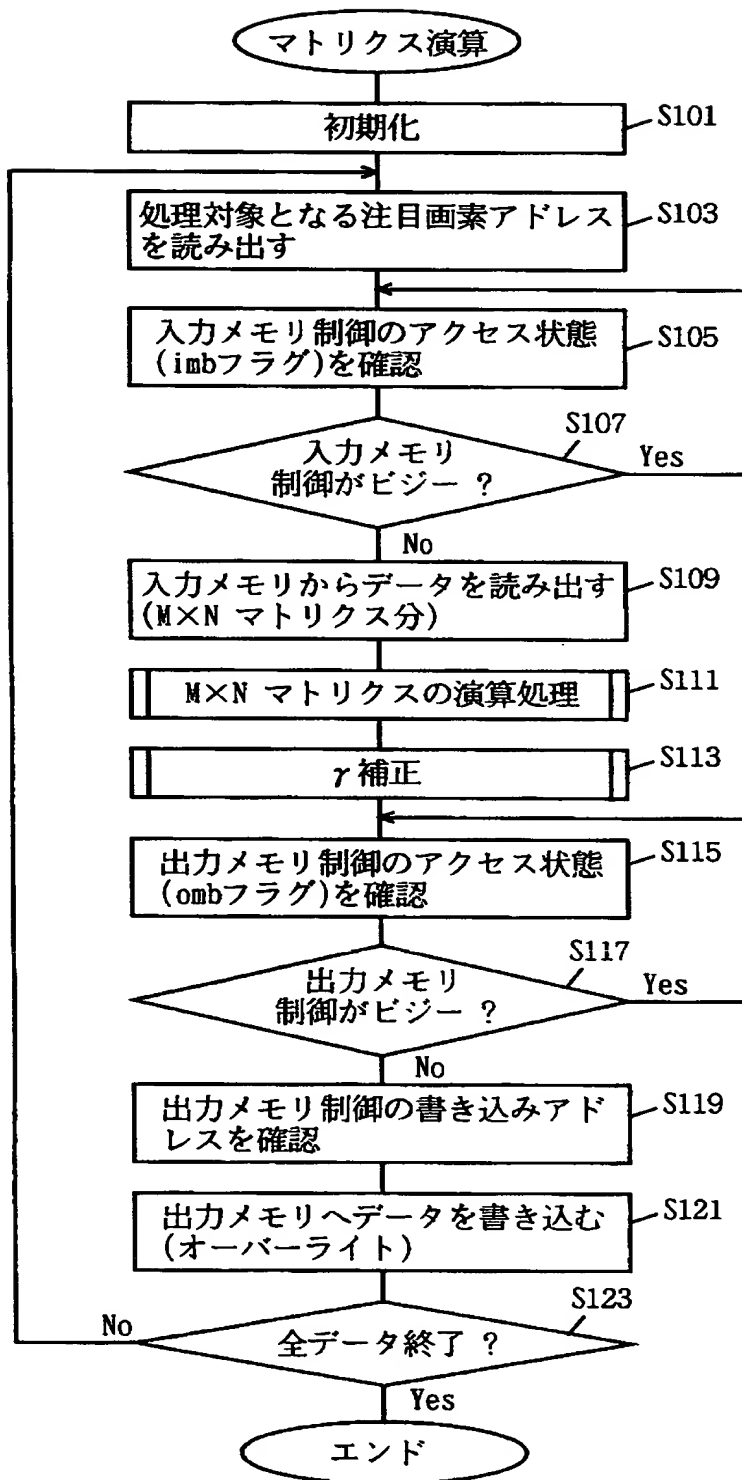 マトリクス演算
初期化
S101
処理対象となる注目画素アドレス
を読み出す
S103
入力メモリ制御のアクセス状態
(imbフラグ)を確認
S105
入力メモリ
制御がビジー ?
S107
Yes
No
入力メモリからデータを読み出す
(M×N マトリクス分)
S109
M×N マトリクスの演算処理
S111
γ補正
S113
出力メモリ制御のアクセス状態
(ombフラグ)を確認
S115
出力メモリ
制御がビジー ?
S117
Yes
No
出力メモリ制御の書き込みアド
レスを確認
S119
出力メモリへデータを書き込む
(オーバーライト)
S121
全データ終了 ?
S123
No
Yes
エンド